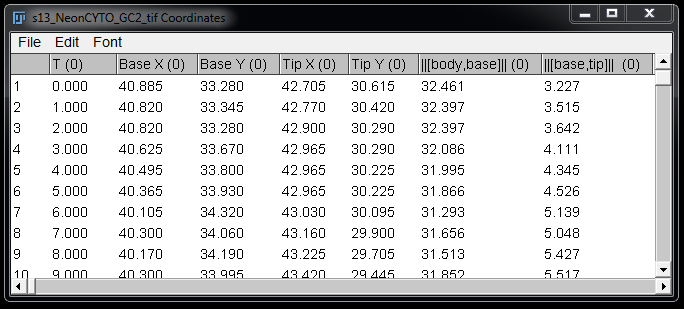 s13_NeonCYTO_GC2_tif Coordinates
File Edit Font
T (0) Base X (0) Base Y (0) Tip X (0) Tip Y (0) ||[body,base]|| (0) ||[base,tip]|| (0)
1 0.000 40.885 33.280 42.705 30.615 32.461 3.227
2 1.000 40.820 33.345 42.770 30.420 32.397 3.515
3 2.000 40.820 33.280 42.900 30.290 32.397 3.642
4 3.000 40.625 33.670 42.965 30.290 32.086 4.111
5 4.000 40.495 33.800 42.965 30.225 31.995 4.345
6 5.000 40.365 33.930 42.965 30.225 31.866 4.526
7 6.000 40.105 34.320 43.030 30.095 31.293 5.139
8 7.000 40.300 34.060 43.160 29.900 31.656 5.048
9 8.000 40.170 34.190 43.225 29.705 31.513 5.427
10 9.000 40.300 33.995 43.420 29.445 31.852 5.517